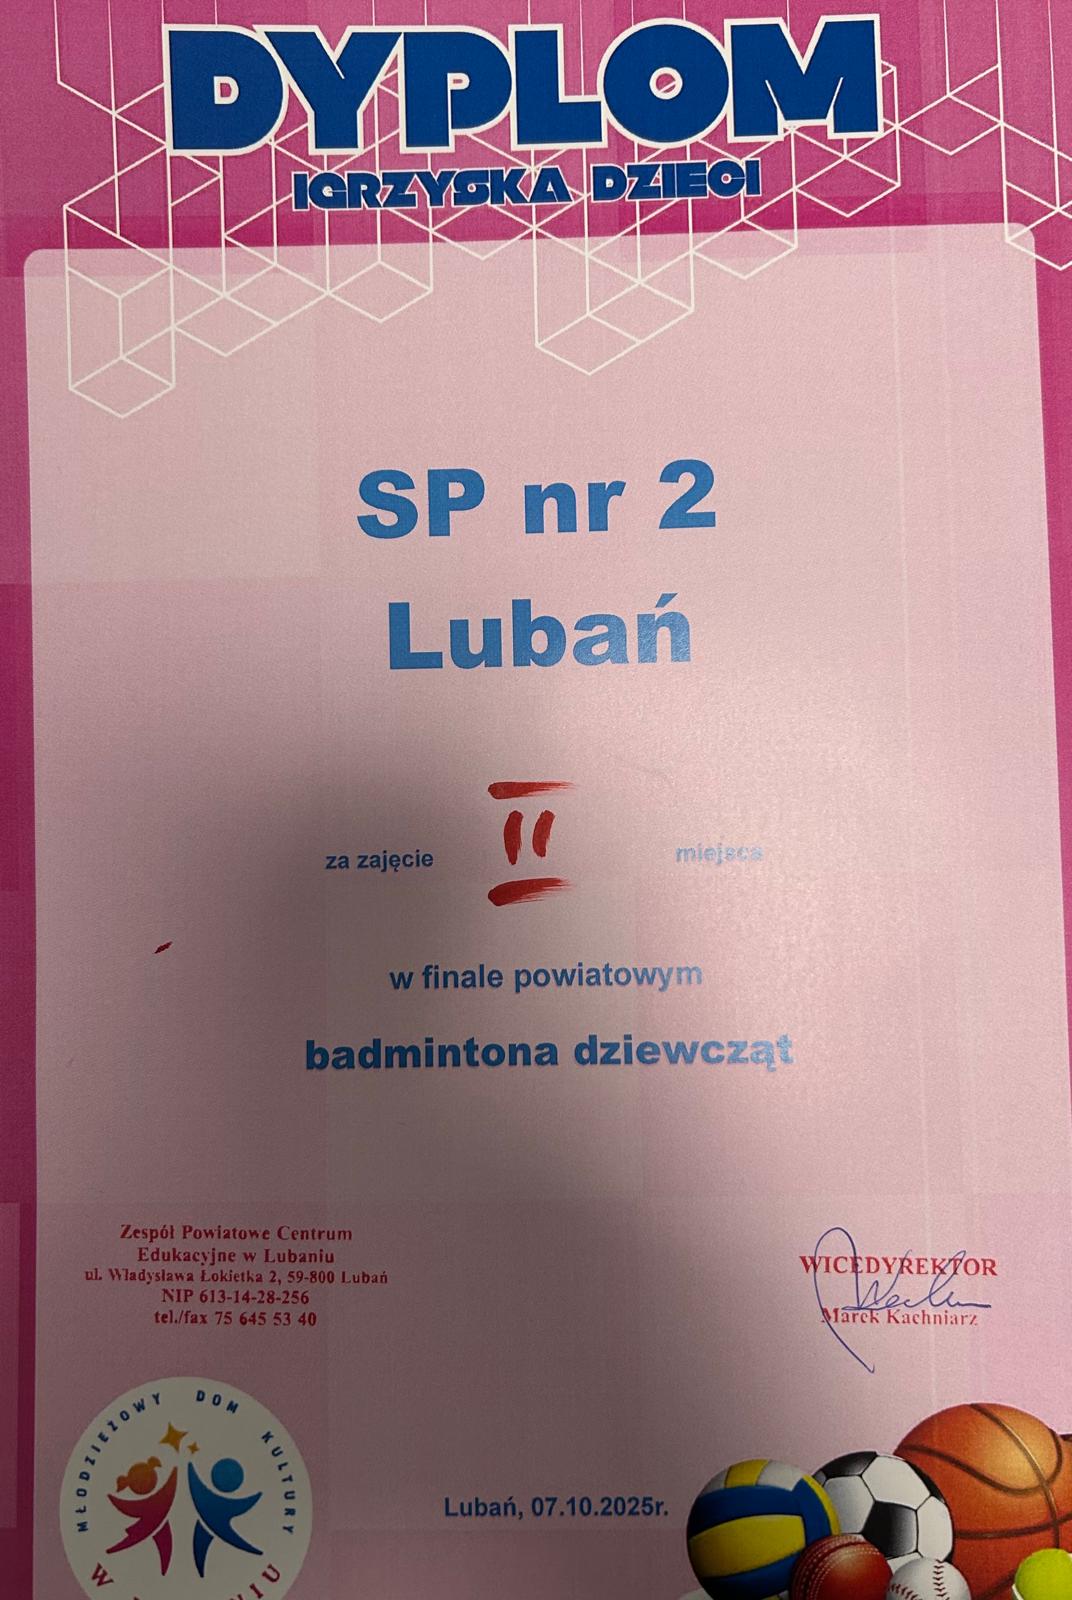 DYPLOM
IGRZYSKA DZIECI
SP nr 2
Lubań
za zajęcie II miejsca
w finale powiatowym
badmintona dziewcząt
Zespół Powiatowe Centrum
Edukacyjne w Lubaniu
ul. Władysława Łokietka 2, 59-800 Lubań
NIP 613-14-28-256
tel./fax 75 645 53 40
WICEDYREKTOR
Marek Kachniarz
MŁODZIEŻOWY DOM KULTURY
W
Lubań, 07.10.2025r.